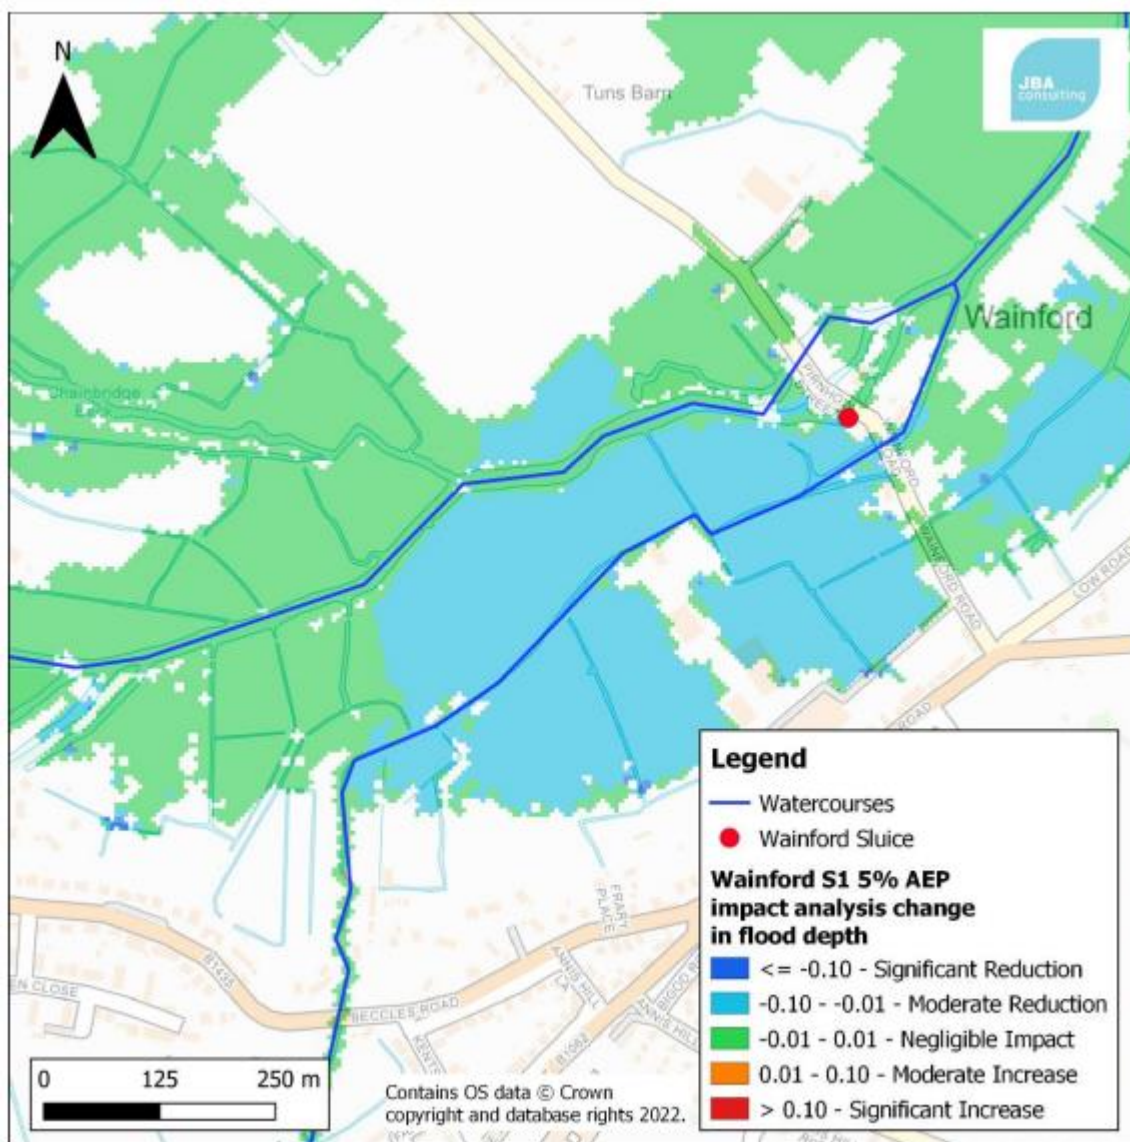 N
JBA
consulting
Tuns Barn
Wainford
Chainbridge
WAINFORD ROAD
LOW ROAD
ROAD
FRARY
PLACE
ANNIS HILL
LA
B1435
EN CLOSE
BECCLES ROAD
B1062
Legend
Watercourses
Wainford Sluice
Wainford S1 5% AEP
impact analysis change
in flood depth
<= -0.10 - Significant Reduction
-0.10 - -0.01 - Moderate Reduction
-0.01 - 0.01 - Negligible Impact
0.01 - 0.10 - Moderate Increase
> 0.10 - Significant Increase
0 125 250 m
Contains OS data © Crown
copyright and database rights 2022.